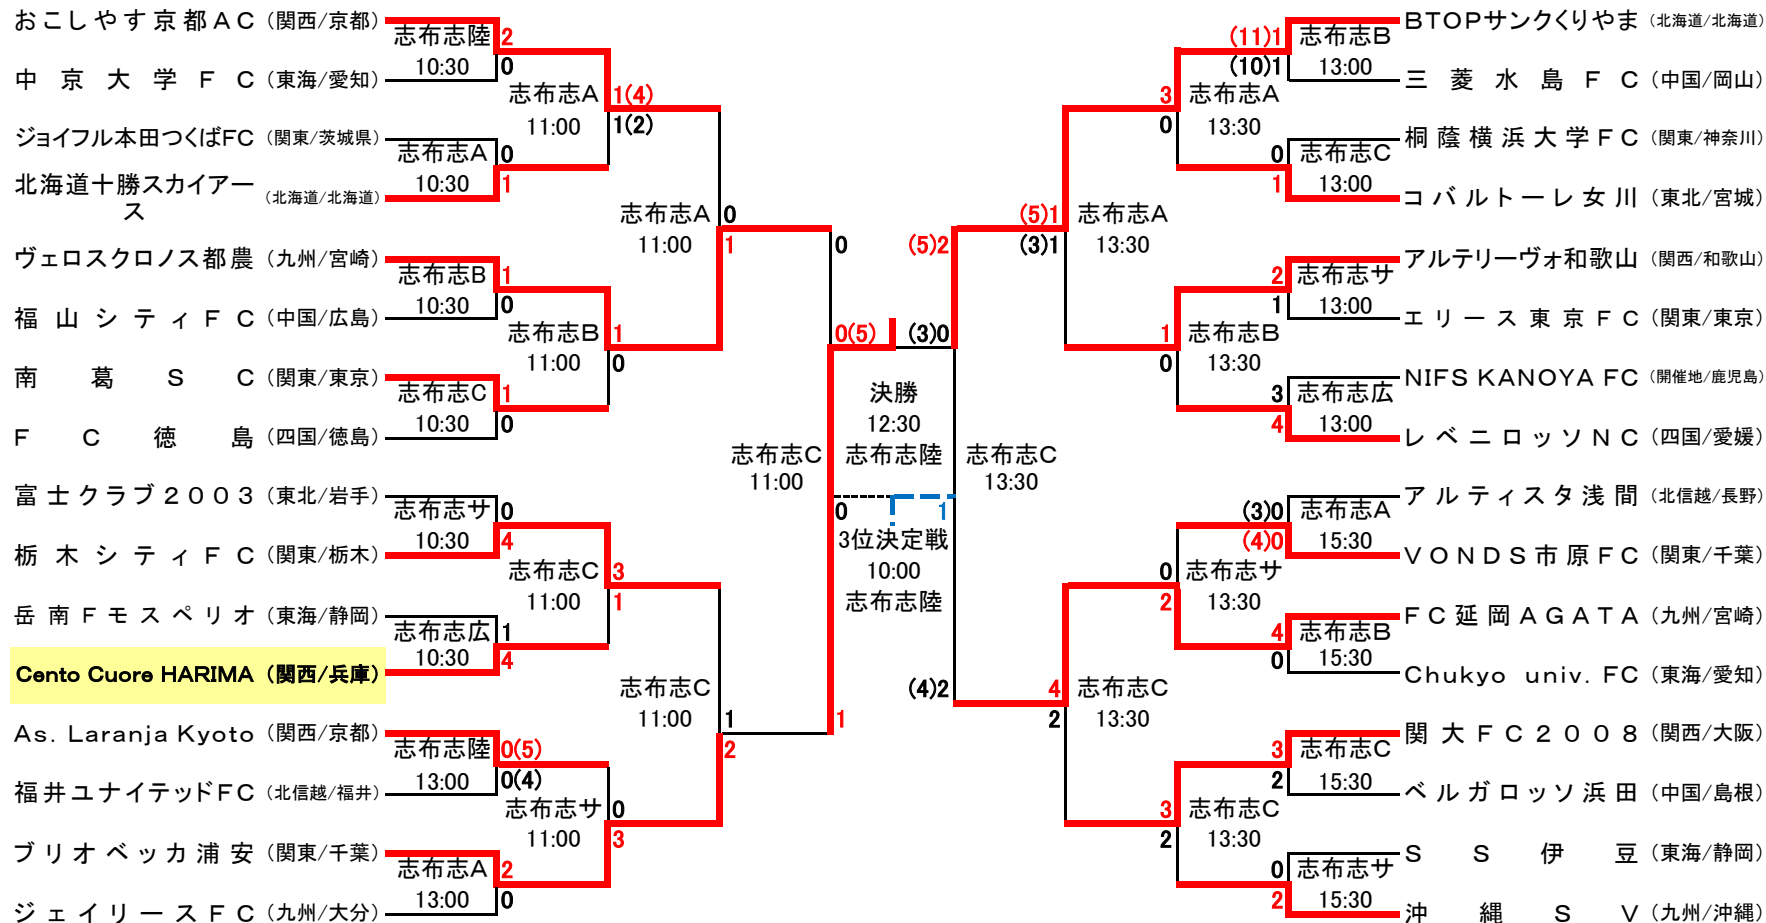 おこしやす京都AC (関西/京都)
志布志陸 2
10:30 0
中京大学FC (東海/愛知)
志布志A 1(4)
11:00 1(2)
ジョイフル本田つくばFC (関東/茨城県)
志布志A 0
10:30 1
北海道十勝スカイアー
ス
(北海道/北海道)
志布志A 0
11:00 1
ヴェロスクロノス都農 (九州/宮崎)
志布志B 1
10:30 0
福山シティFC (中国/広島)
志布志B 1
11:00 0
南葛SC (関東/東京)
志布志C 1
10:30 0
FC徳島 (四国/徳島)
志布志C 0
11:00 1
富士クラブ2003 (東北/岩手)
志布志サ 0
10:30 4
栃木シティFC (関東/栃木)
志布志C 3
11:00 1
岳南Fモスペリオ (東海/静岡)
志布志広 1
10:30 4
Cento Cuore HARIMA (関西/兵庫)
志布志C 1
11:00 2
As. Laranja Kyoto (関西/京都)
志布志陸 0(5)
13:00 0(4)
福井ユナイテッドFC (北信越/福井)
志布志サ 0
11:00 3
ブリオベッカ浦安 (関東/千葉)
志布志A 2
13:00 0
ジェイリースFC (九州/大分)
0(5) (3)0
決勝
12:30
志布志陸
0 1
3位決定戦
10:00
志布志陸
BTOPサンクくりやま (北海道/北海道)
(11)1 志布志B
(10)1 13:00
三菱水島FC (中国/岡山)
3 志布志A
0 13:30
桐蔭横浜大学FC (関東/神奈川)
0 志布志C
1 13:00
コバルトーレ女川 (東北/宮城)
(5)1 志布志A
(3)1 13:30
アルテリーヴォ和歌山 (関西/和歌山)
2 志布志サ
1 13:00
エリース東京FC (関東/東京)
1 志布志B
0 13:30
NIFS KANOYA FC (開催地/鹿児島)
3 志布志広
4 13:00
レベニロッソNC (四国/愛媛)
(5)2 志布志C
(4)2 13:30
アルティスタ浅間 (北信越/長野)
(3)0 志布志A
(4)0 15:30
VONDS市原FC (関東/千葉)
0 志布志サ
2 13:30
FC延岡AGATA (九州/宮崎)
4 志布志B
0 15:30
Chukyo univ. FC (東海/愛知)
4 志布志C
2 13:30
関大FC2008 (関西/大阪)
3 志布志C
2 15:30
ベルガロッソ浜田 (中国/島根)
3 志布志C
2 13:30
SS伊豆 (東海/静岡)
0 志布志サ
2 15:30
沖縄SV (九州/沖縄)